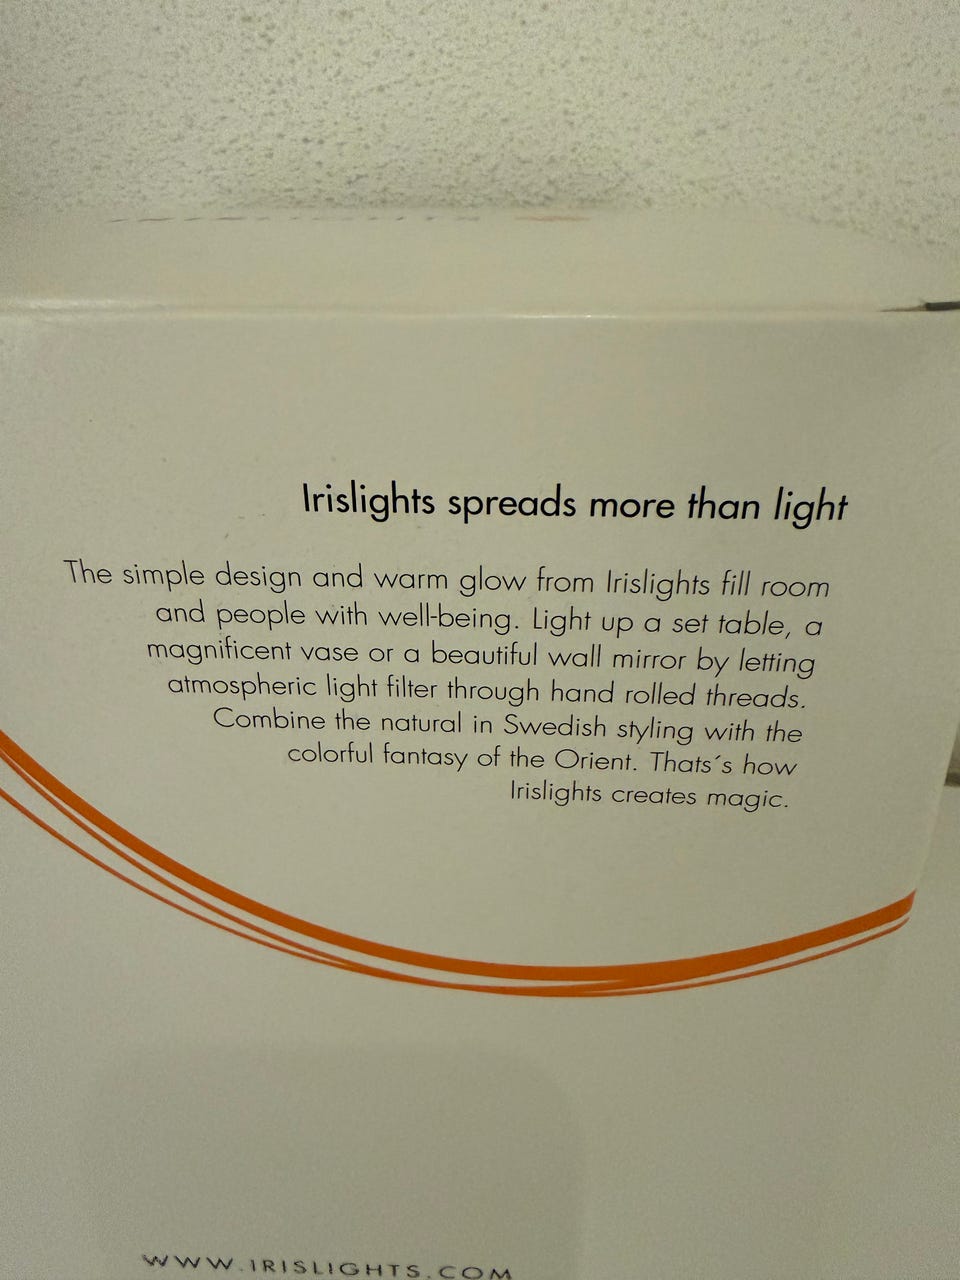 Irislights spreads more than light
The simple design and warm glow from Irislights fill room
and people with well-being. Light up a set table, a
magnificent vase or a beautiful wall mirror by letting
atmospheric light filter through hand rolled threads.
Combine the natural in Swedish styling with the
colorful fantasy of the Orient. Thats´s how
Irislights creates magic.
WWW.IRISLIGHTS.COM